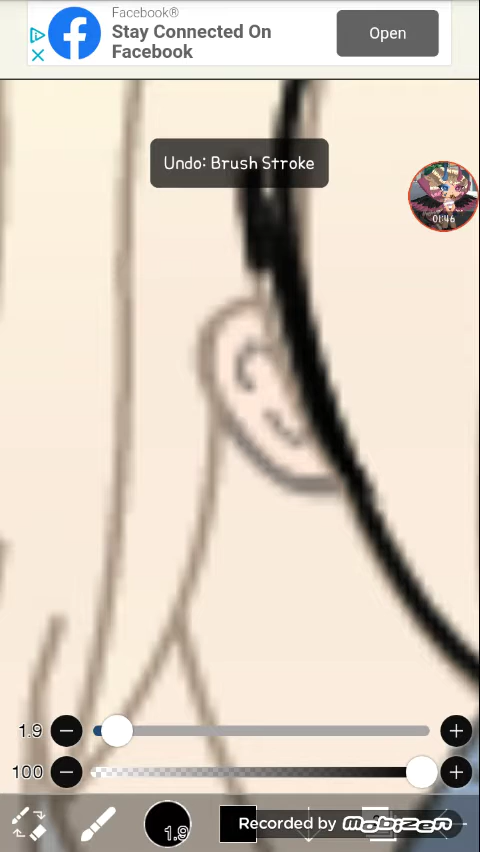 Facebook®
Stay Connected On
Facebook
Open
Undo: Brush Stroke
01:46
1.9
100
1.9
Recorded by mobizen